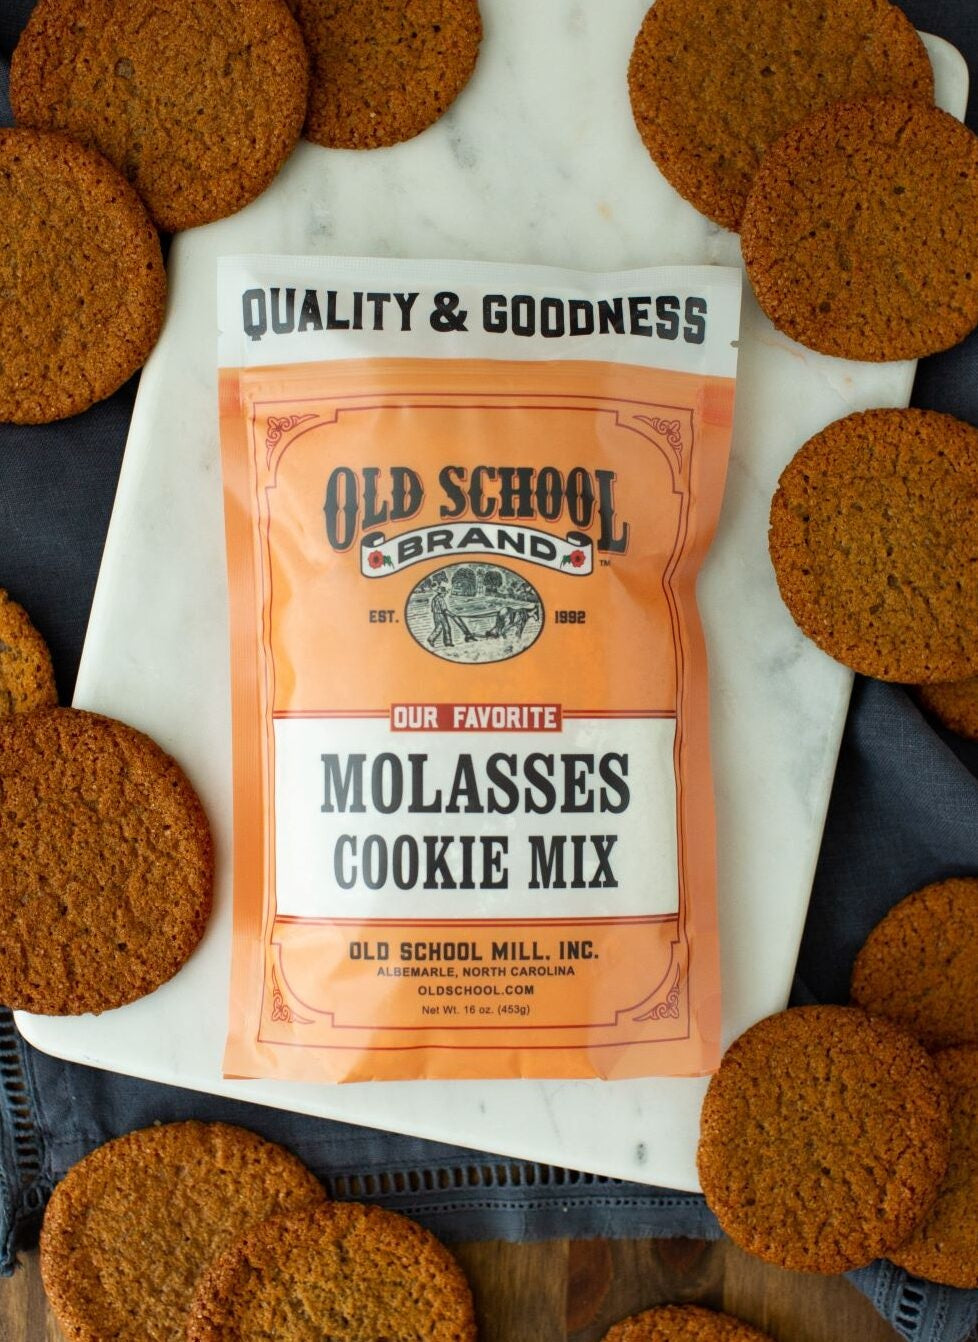 QUALITY & GOODNESS
OLD SCHOOL
BRAND
™
EST. 1992
OUR FAVORITE
MOLASSES
COOKIE MIX
OLD SCHOOL MILL, INC.
ALBEMARLE, NORTH CAROLINA
OLDSCHOOL.COM
Net Wt. 16 oz. (453g)